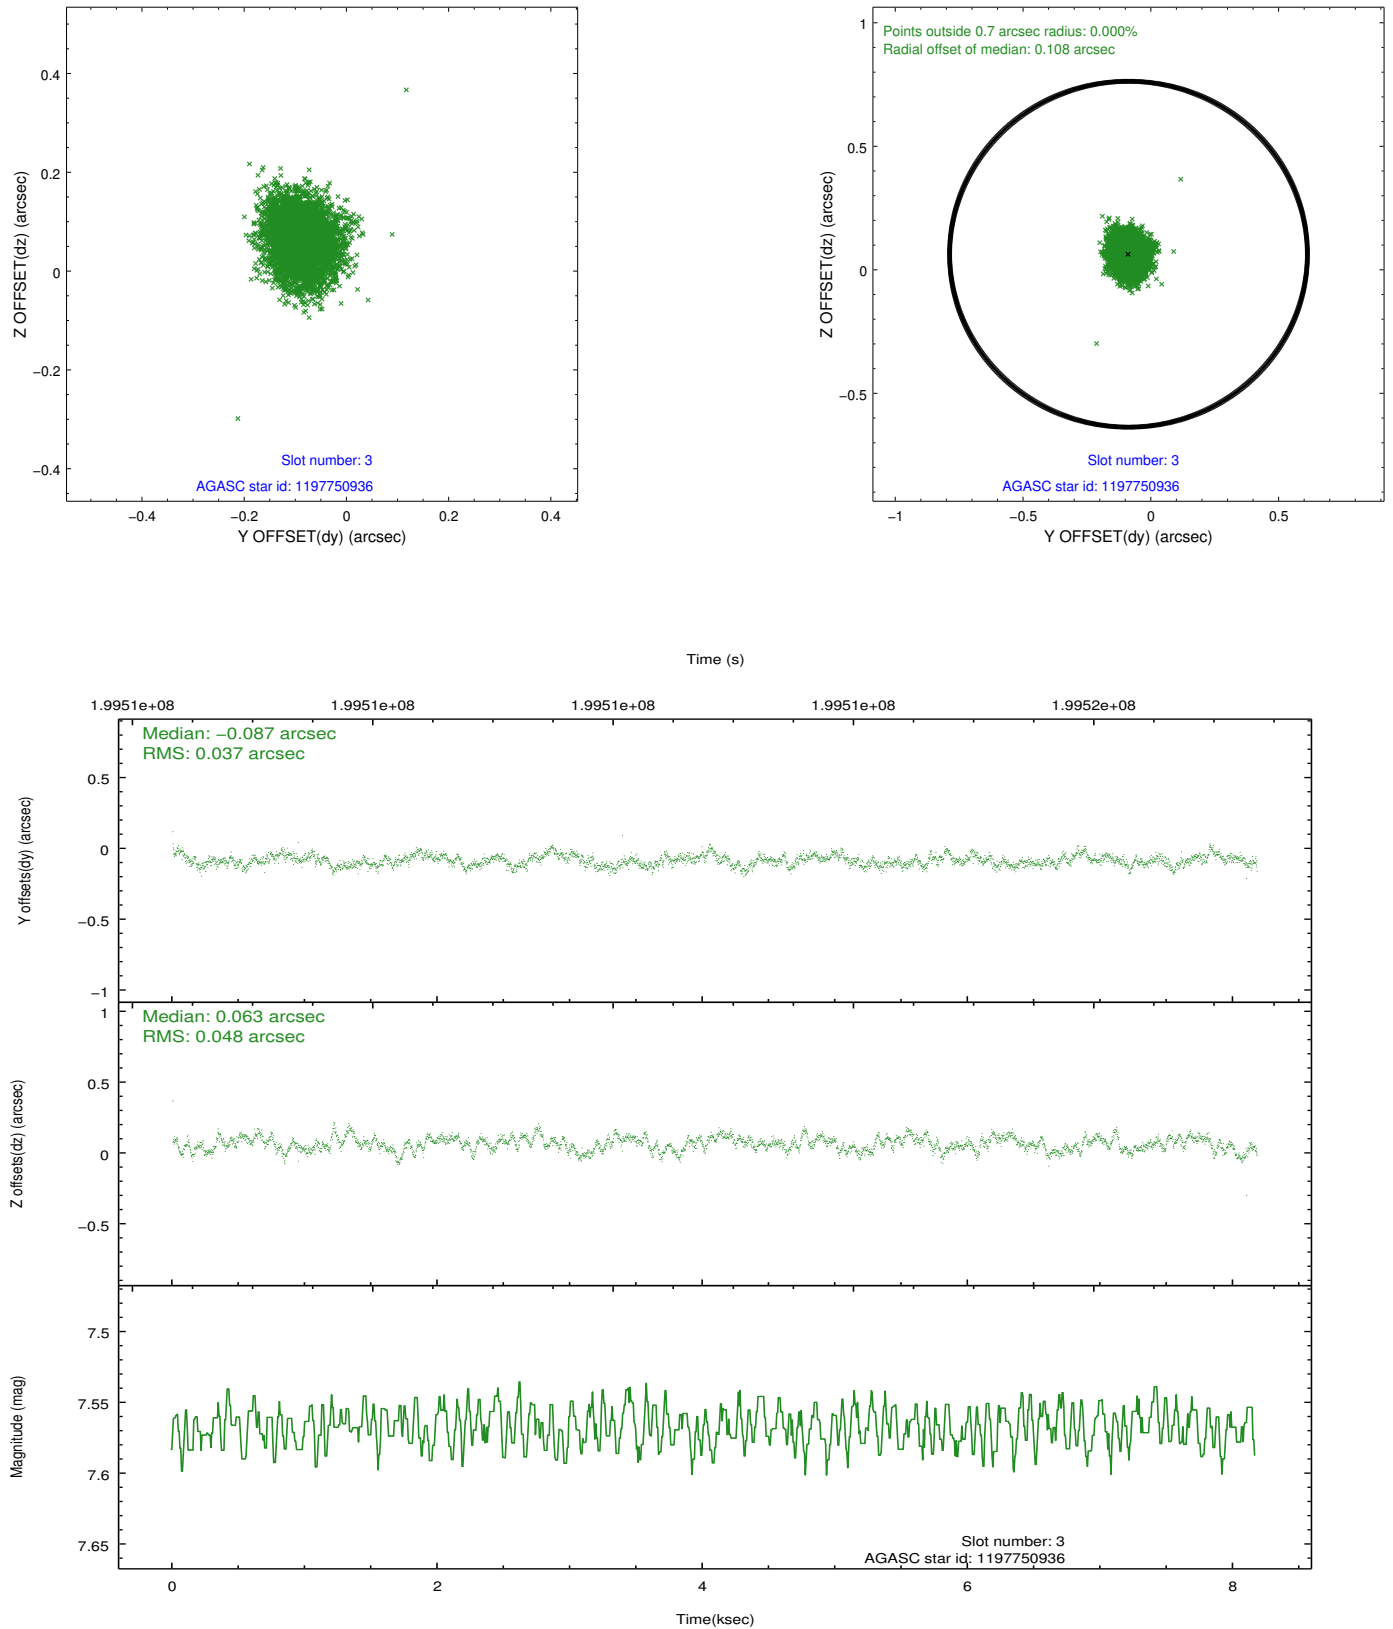 0.4
0.2
0
−0.2
−0.4
Z OFFSET(dz) (arcsec)
Slot number: 3
AGASC star id: 1197750936
−0.4 −0.2 0 0.2 0.4
Y OFFSET(dy) (arcsec)
Points outside 0.7 arcsec radius: 0.000%
Radial offset of median: 0.108 arcsec
1
0.5
0
−0.5
Z OFFSET(dz) (arcsec)
Slot number: 3
AGASC star id: 1197750936
−1 −0.5 0 0.5
Y OFFSET(dy) (arcsec)
Time (s)
1.9951e+08 1.9951e+08 1.9951e+08 1.9951e+08 1.9952e+08
Median: −0.087 arcsec
RMS: 0.037 arcsec
0.5
0
−0.5
−1
Y offsets(dy) (arcsec)
Median: 0.063 arcsec
RMS: 0.048 arcsec
1
0.5
0
−0.5
Z offsets(dz) (arcsec)
7.5
7.55
7.6
7.65
Magnitude (mag)
Slot number: 3
AGASC star id: 1197750936
0 2 4 6 8
Time(ksec)